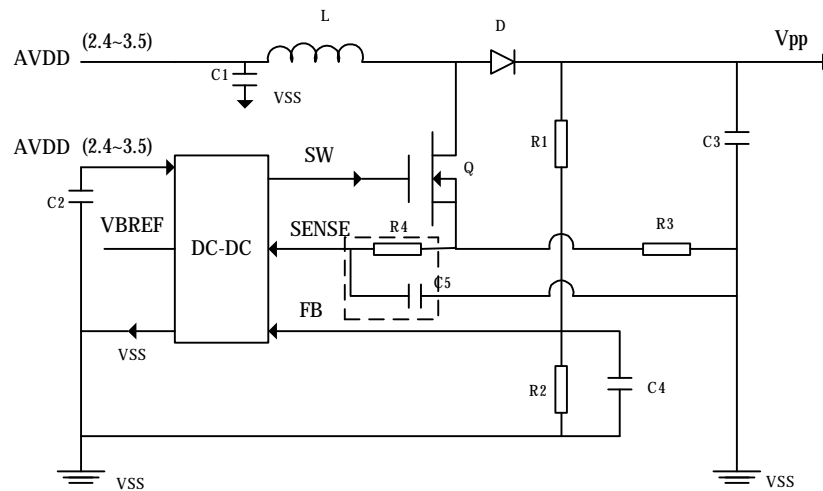 L
D
Vpp
AVDD (2.4~3.5)
C1
VSS
R1
C3
AVDD (2.4~3.5)
SW
Q
C2
VBREF
DC-DC
SENSE
R4
R3
C5
FB
VSS
R2
C4
VSS
VSS